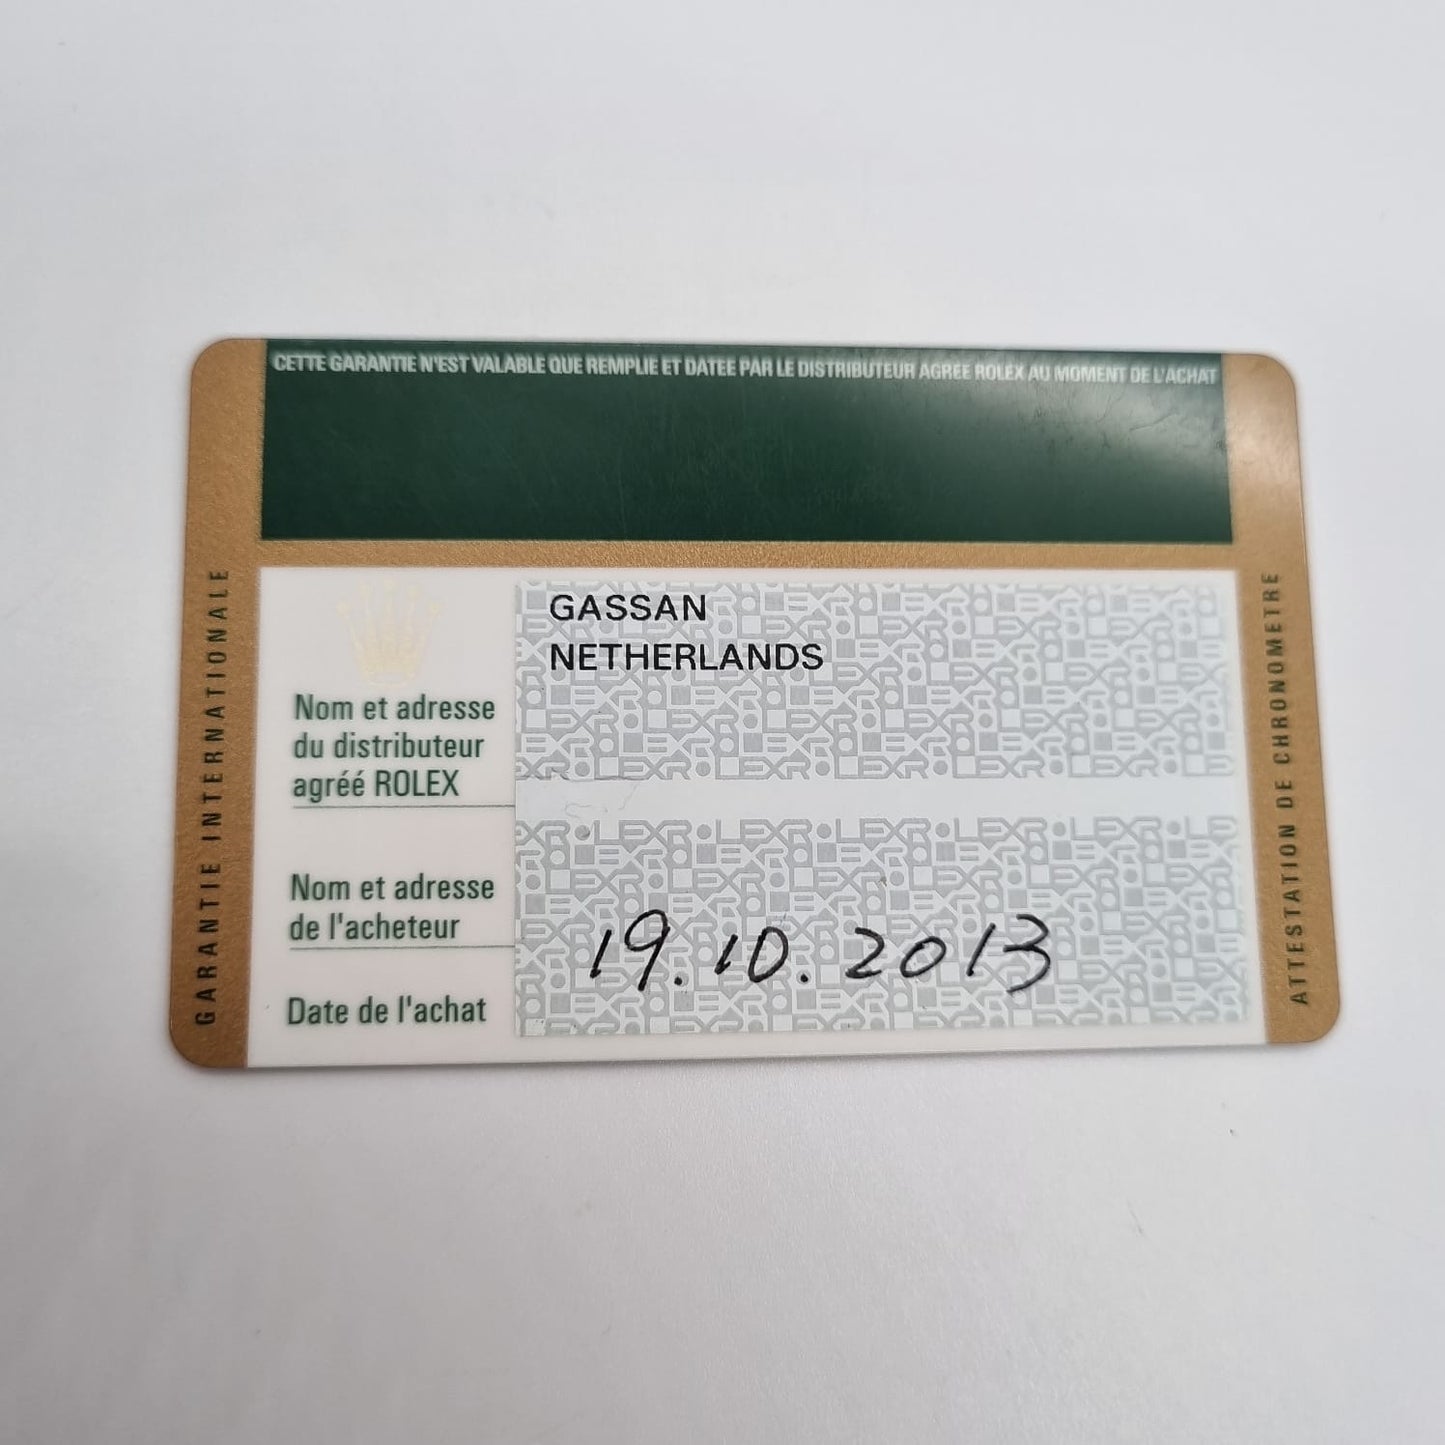 CETTE GARANTIE N'EST VALABLE QUE REMPLIE ET DATEE PAR LE DISTRIBUTEUR AGREE ROLEX AU MOMENT DE L'ACHAT
GARANTIE INTERNATIONALE
GASSAN
NETHERLANDS
Nom et adresse
du distributeur
agréé ROLEX
Nom et adresse
de l'acheteur
19.10.2013
Date de l'achat
ATTESTATION DE CHRONOMETRE